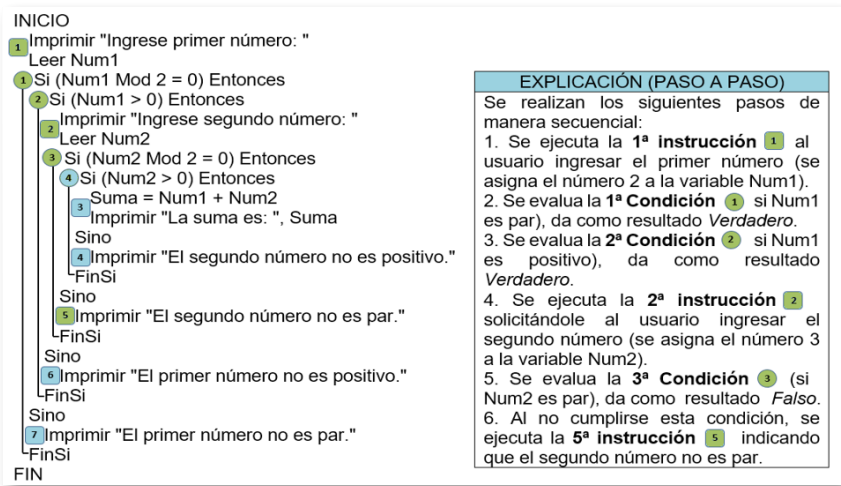 INICIO
1 Imprimir "Ingrese primer número: "
Leer Num1
1 Si (Num1 Mod 2 = 0) Entonces
2 Si (Num1 > 0) Entonces
2 Imprimir "Ingrese segundo número: "
Leer Num2
3 Si (Num2 Mod 2 = 0) Entonces
4 Si (Num2 > 0) Entonces
3 Suma = Num1 + Num2
Imprimir "La suma es: ", Suma
Sino
4 Imprimir "El segundo número no es positivo."
FinSi
Sino
5 Imprimir "El segundo número no es par."
FinSi
Sino
6 Imprimir "El primer número no es positivo."
FinSi
Sino
7 Imprimir "El primer número no es par."
FinSi
FIN
EXPLICACIÓN (PASO A PASO)
Se realizan los siguientes pasos de
manera secuencial:
1. Se ejecuta la 1ª instrucción 1 al
usuario ingresar el primer número (se
asigna el número 2 a la variable Num1).
2. Se evalua la 1ª Condición 1 si Num1
es par), da como resultado Verdadero.
3. Se evalua la 2ª Condición 2 si Num1
es positivo), da como resultado
Verdadero.
4. Se ejecuta la 2ª instrucción 2
solicitándole al usuario ingresar el
segundo número (se asigna el número 3
a la variable Num2).
5. Se evalua la 3ª Condición 3 (si
Num2 es par), da como resultado Falso.
6. Al no cumplirse esta condición, se
ejecuta la 5ª instrucción 5 indicando
que el segundo número no es par.